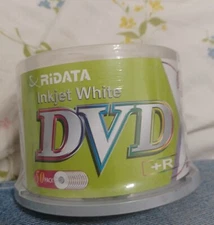 RiDATA
Inkjet White
DVD
+R